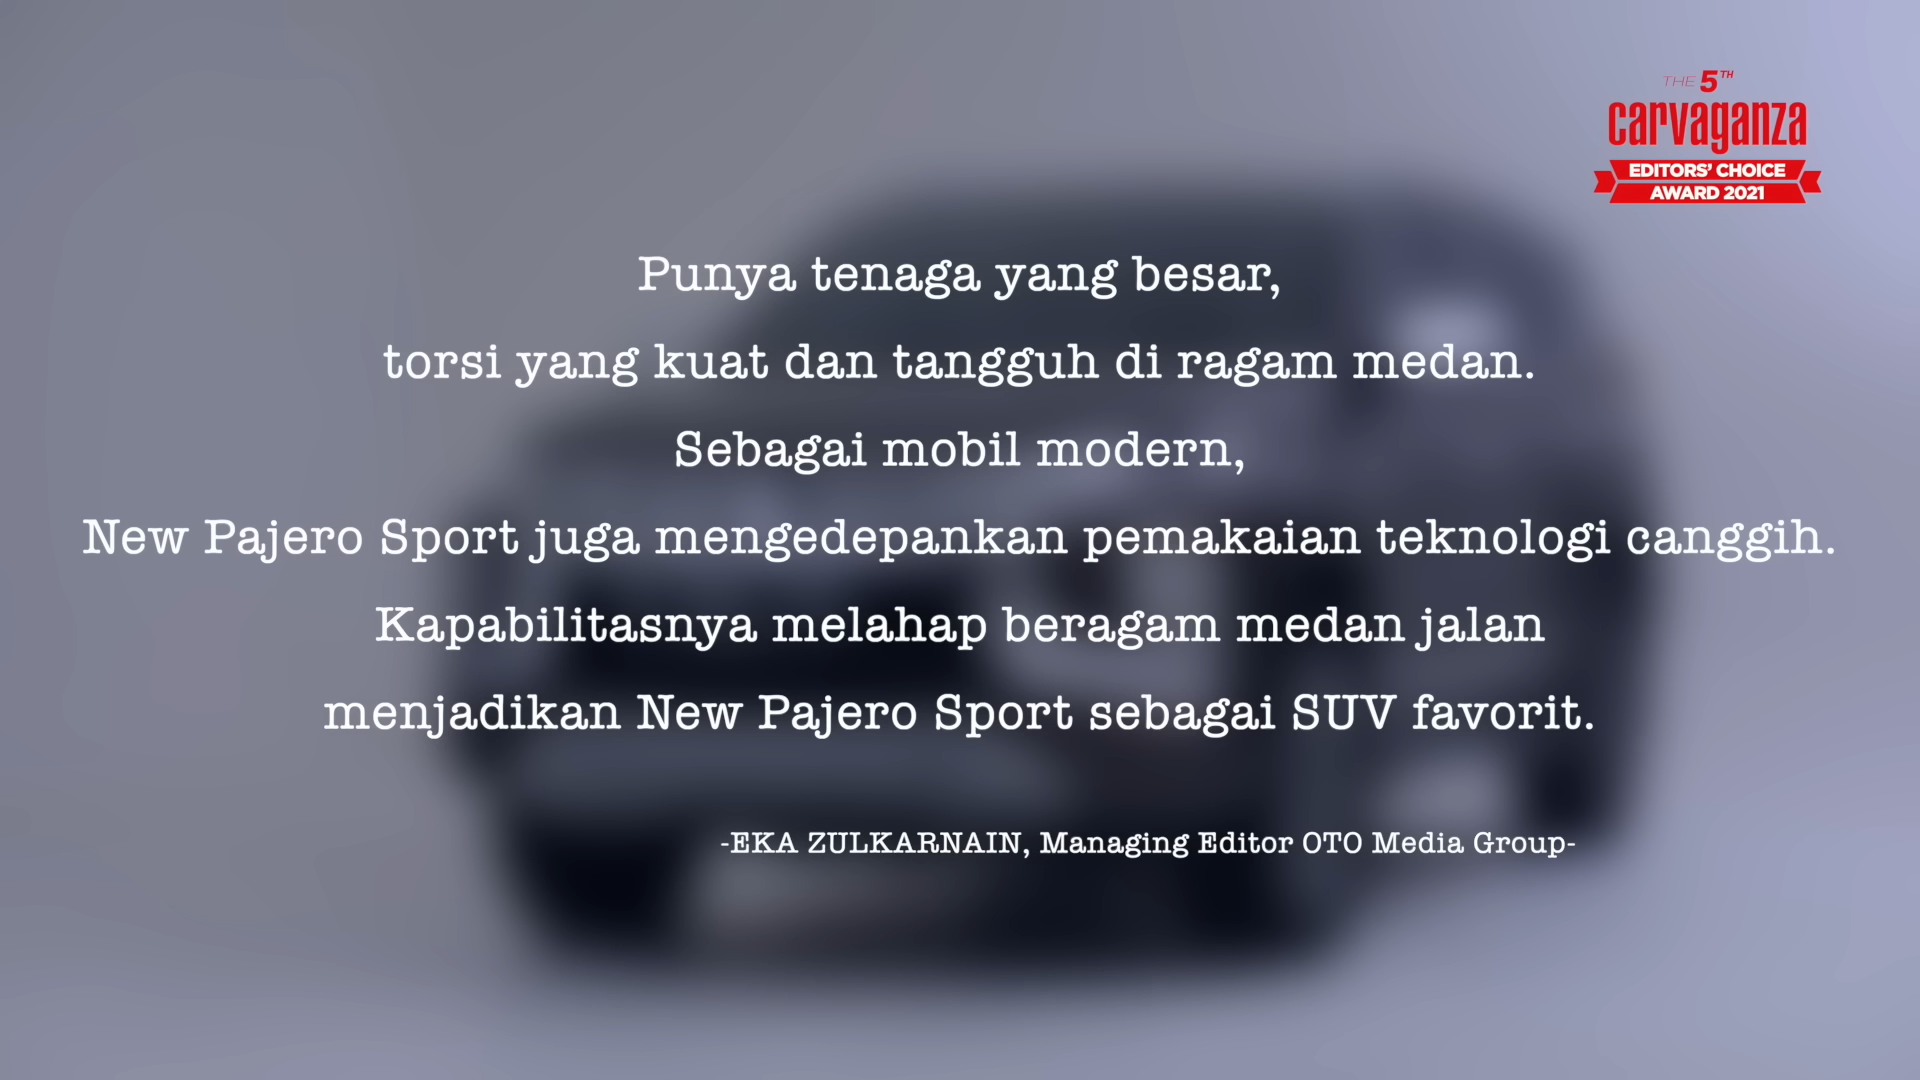 THE 5TH
carvaganza
EDITORS' CHOICE
AWARD 2021
Punya tenaga yang besar,
torsi yang kuat dan tangguh di ragam medan.
Sebagai mobil modern,
New Pajero Sport juga mengedepankan pemakaian teknologi canggih.
Kapabilitasnya melahap beragam medan jalan
menjadikan New Pajero Sport sebagai SUV favorit.
-EKA ZULKARNAIN, Managing Editor OTO Media Group-